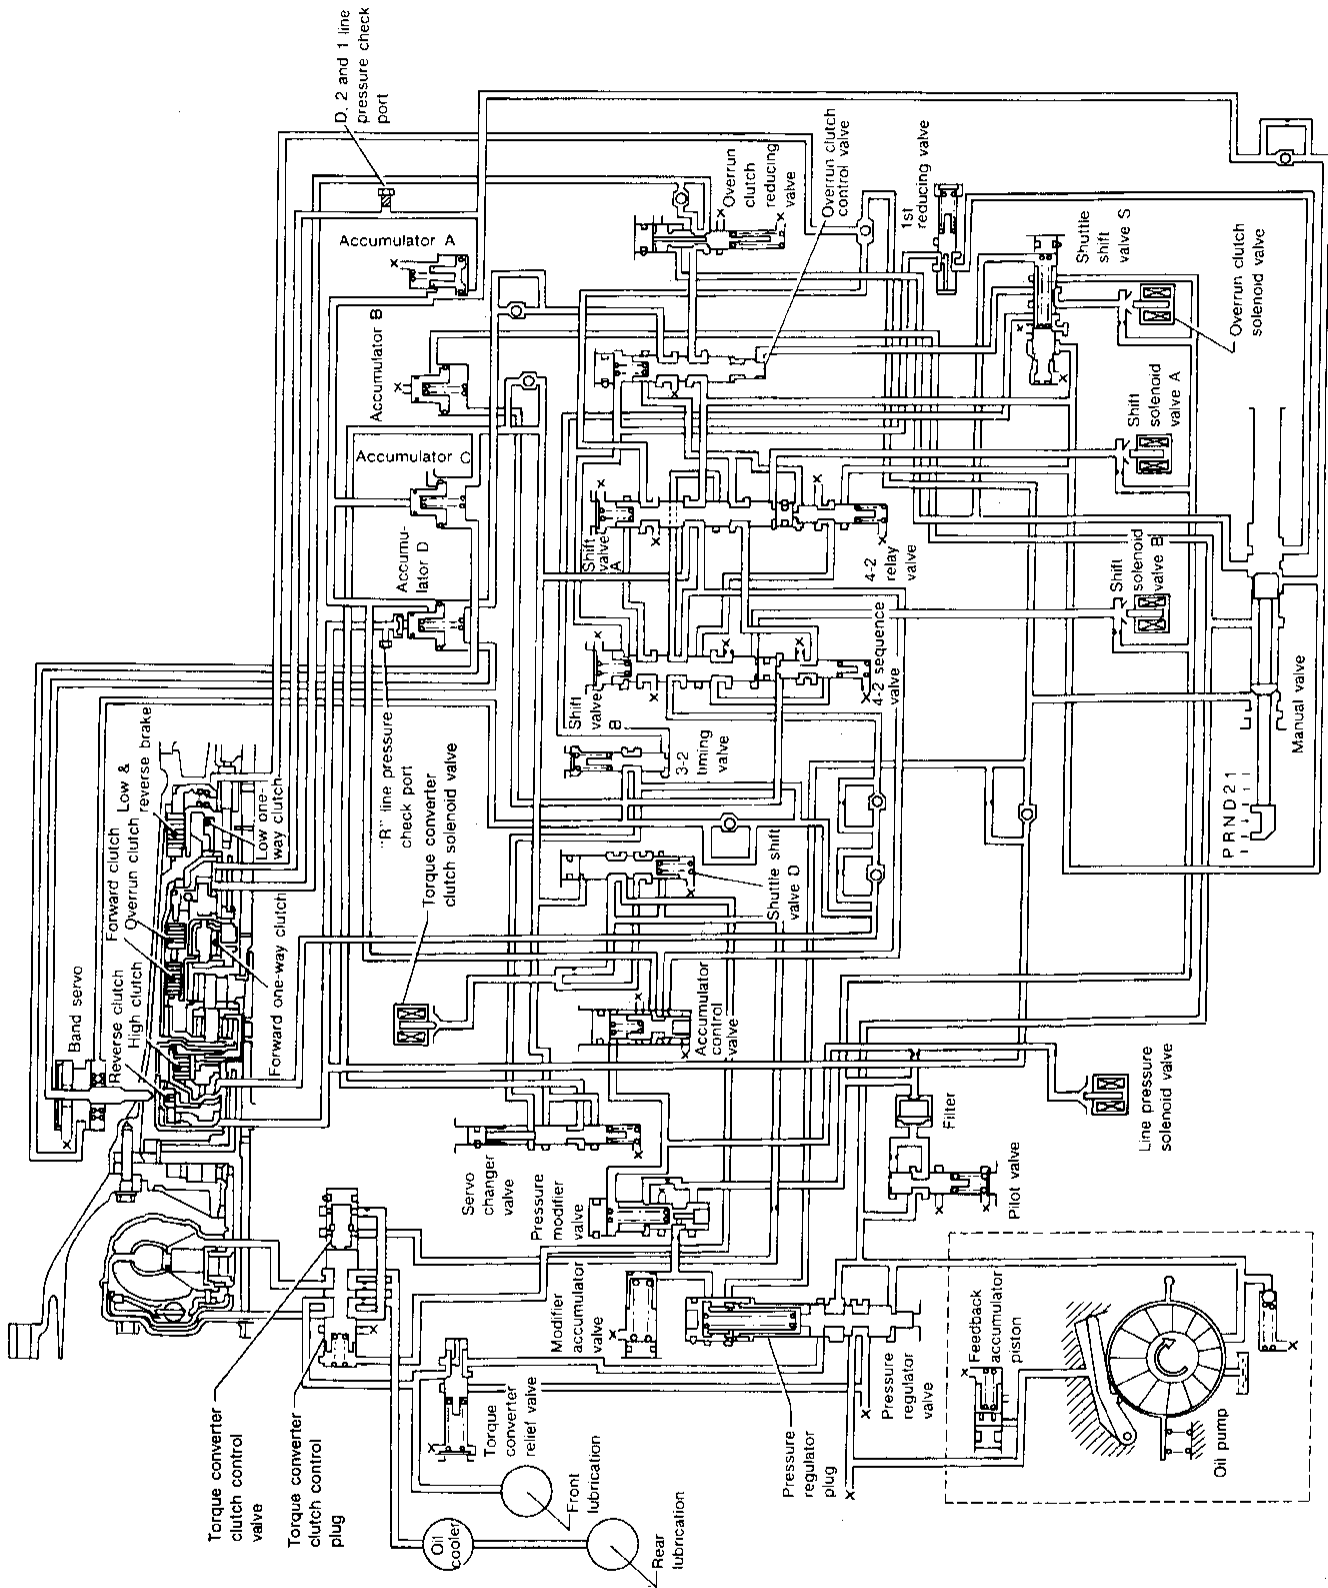 D, 2 and 1 line
pressure check
port
Accumulator A
Accumulator B
Accumulator C
Accumu-
lator D
Overrun
clutch
reducing
valve
Overrun clutch
control valve
1st
reducing valve
Shuttle
shift
valve S
Overrun clutch
solenoid valve
Shift
solenoid
valve A
Shift
solenoid
valve B
Shift
valve
A
4-2
relay
valve
Shift
valve
B
4-2 sequence
valve
3-2
timing
valve
Manual valve
P R N D 2 1
"R" line pressure
check port
Torque converter
clutch solenoid valve
Shuttle shift
valve D
Accumulator
control
valve
Band servo
Reverse clutch
High clutch
Forward clutch
Overrun clutch
Low &
reverse brake
Low one-
way clutch
Forward one-way clutch
Servo
changer
valve
Pressure
modifier
valve
Modifier
accumulator
valve
Line pressure
solenoid valve
Filter
Pilot valve
Feedback
accumulator
piston
Oil pump
Pressure
regulator
valve
Pressure
regulator
plug
Torque converter
clutch control
valve
Torque converter
clutch control
plug
Torque
converter
relief valve
Front
lubrication
Oil
cooler
Rear
lubrication